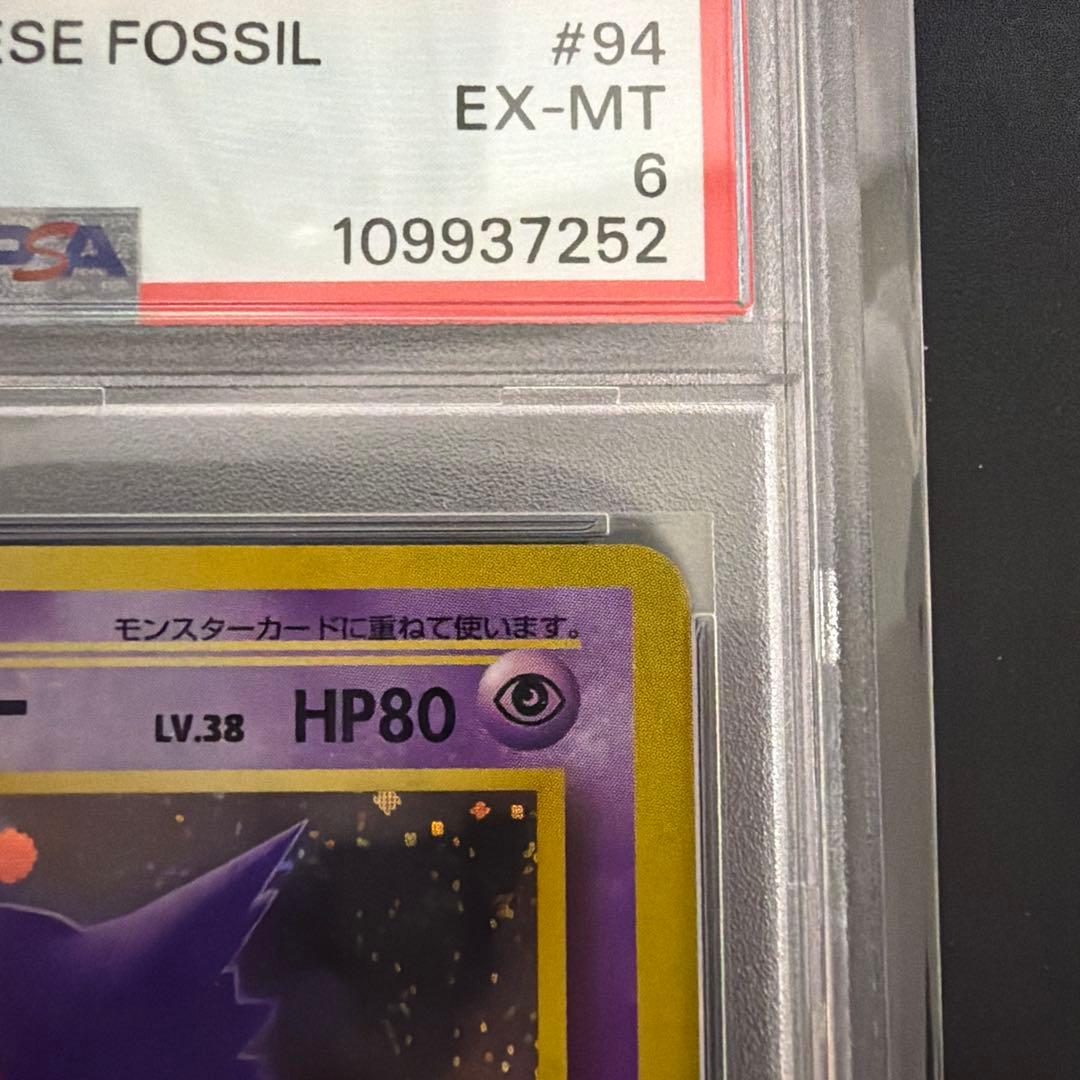 ESE FOSSIL #94
EX-MT
6
PSA 109937252
モンスターカードに重ねて使います。
ー LV.38 HP80